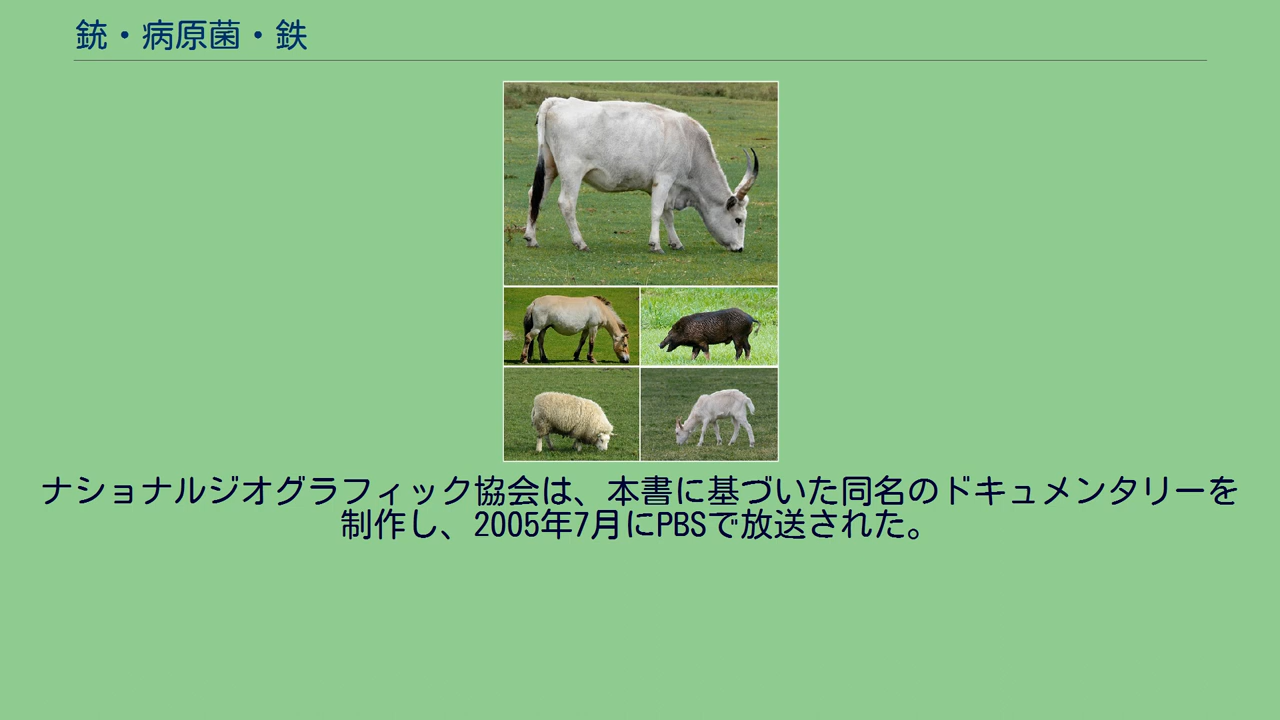 銃・病原菌・鉄
ナショナルジオグラフィック協会は、本書に基づいた同名のドキュメンタリーを
制作し、2005年7月にPBSで放送された。